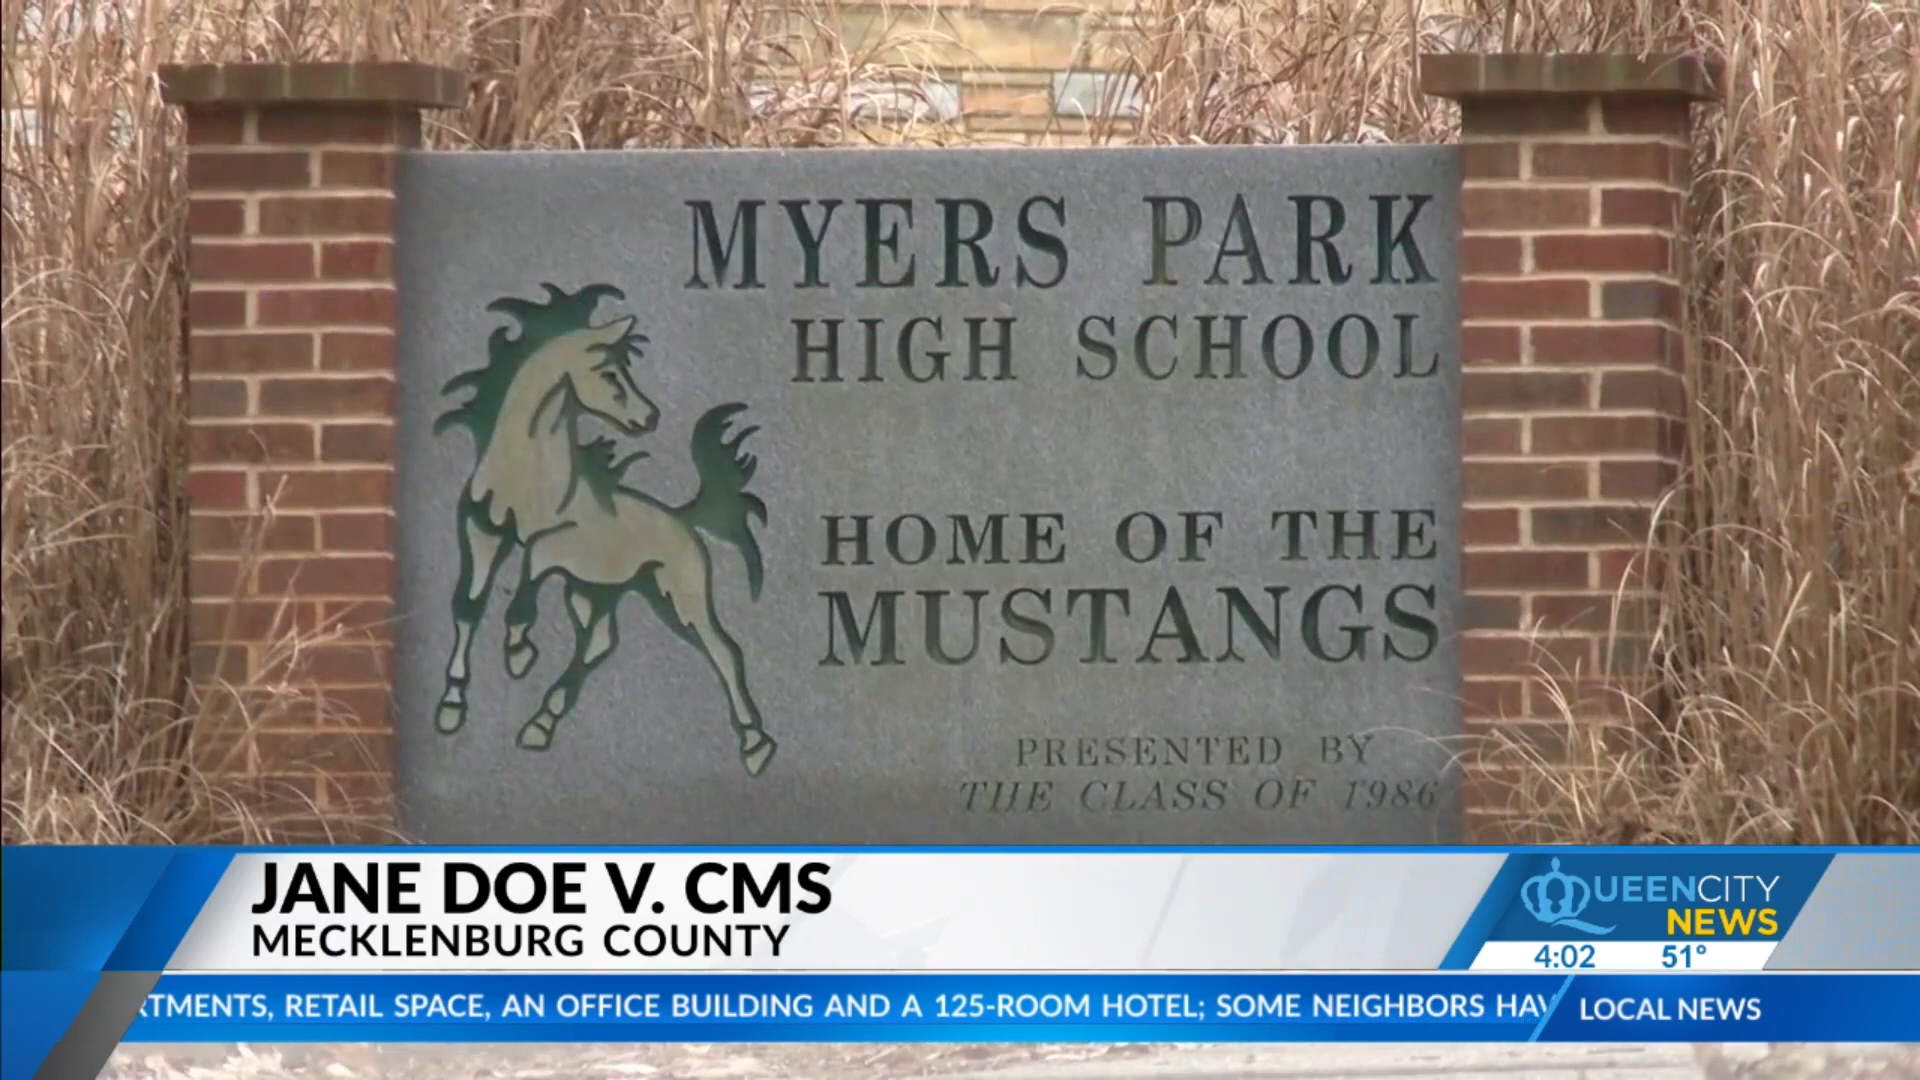 MYERS PARK
HIGH SCHOOL
HOME OF THE
MUSTANGS
PRESENTED BY
THE CLASS OF 1986
JANE DOE V. CMS
MECKLENBURG COUNTY
QUEENCITY
NEWS
4:02 51°
RTMENTS, RETAIL SPACE, AN OFFICE BUILDING AND A 125-ROOM HOTEL; SOME NEIGHBORS HAV
LOCAL NEWS